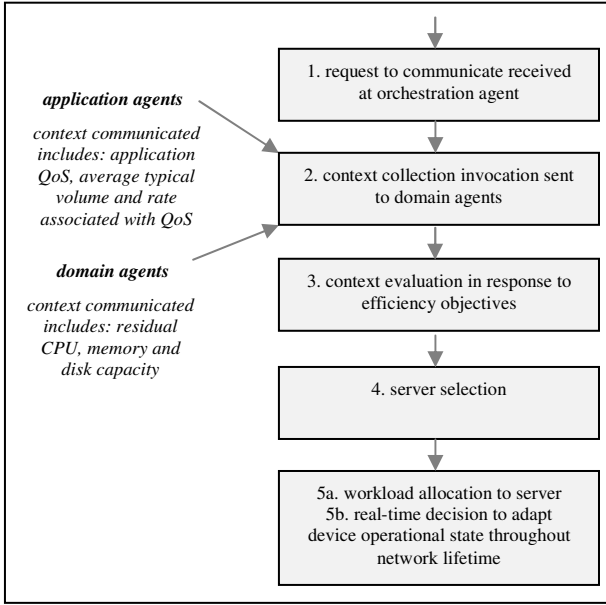 1. request to communicate received
at orchestration agent
application agents
context communicated
includes: application
QoS, average typical
volume and rate
associated with QoS
2. context collection invocation sent
to domain agents
domain agents
context communicated
includes: residual
CPU, memory and
disk capacity
3. context evaluation in response to
efficiency objectives
4. server selection
5a. workload allocation to server
5b. real-time decision to adapt
device operational state throughout
network lifetime